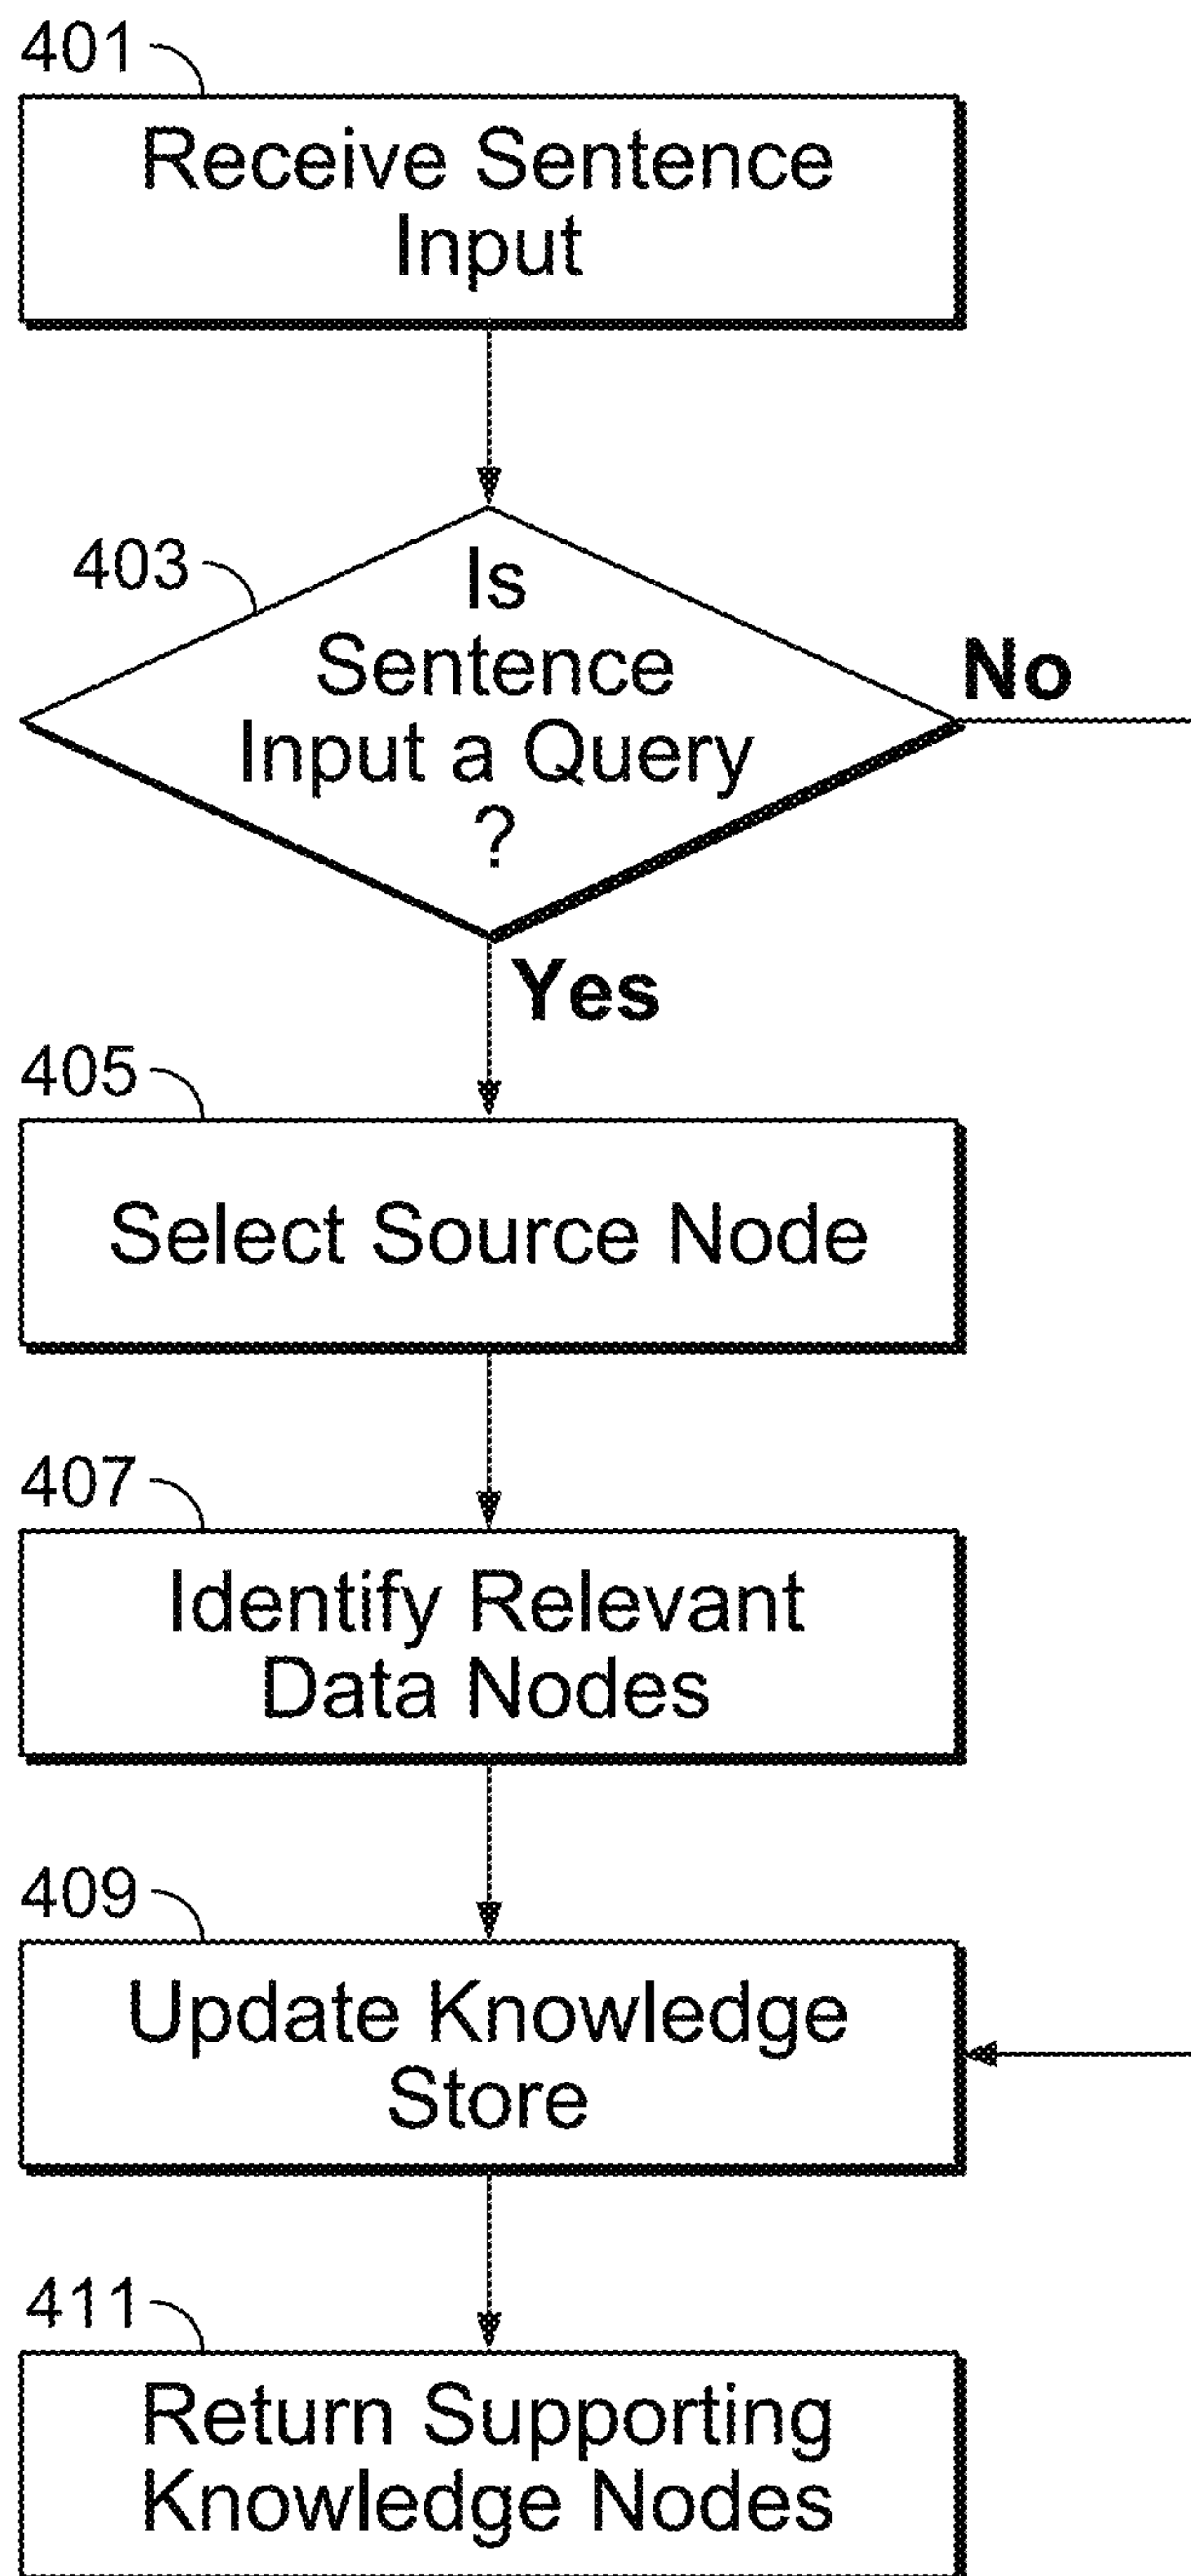 401
Receive Sentence
Input
403
Is
Sentence
Input a Query
?
No
Yes
405
Select Source Node
407
Identify Relevant
Data Nodes
409
Update Knowledge
Store
411
Return Supporting
Knowledge Nodes